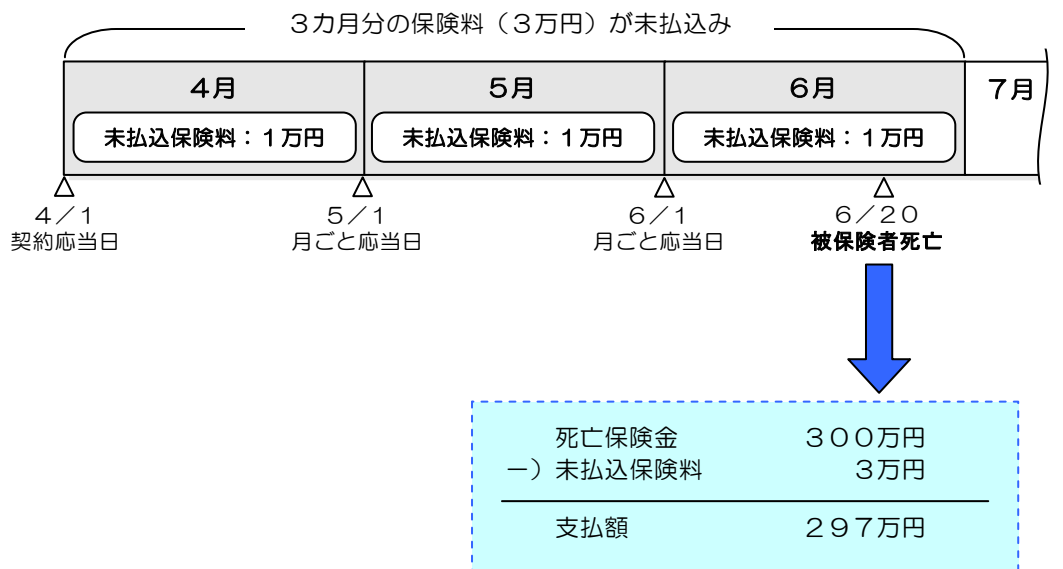 ３カ月分の保険料（３万円）が未払込み
４月 ５月 ６月 ７月
未払込保険料：１万円 未払込保険料：１万円 未払込保険料：１万円
４／１ ５／１ ６／１ ６／２０
契約応当日 月ごと応当日 月ごと応当日 被保険者死亡
死亡保険金 ３００万円
－）未払込保険料 ３万円
支払額 ２９７万円